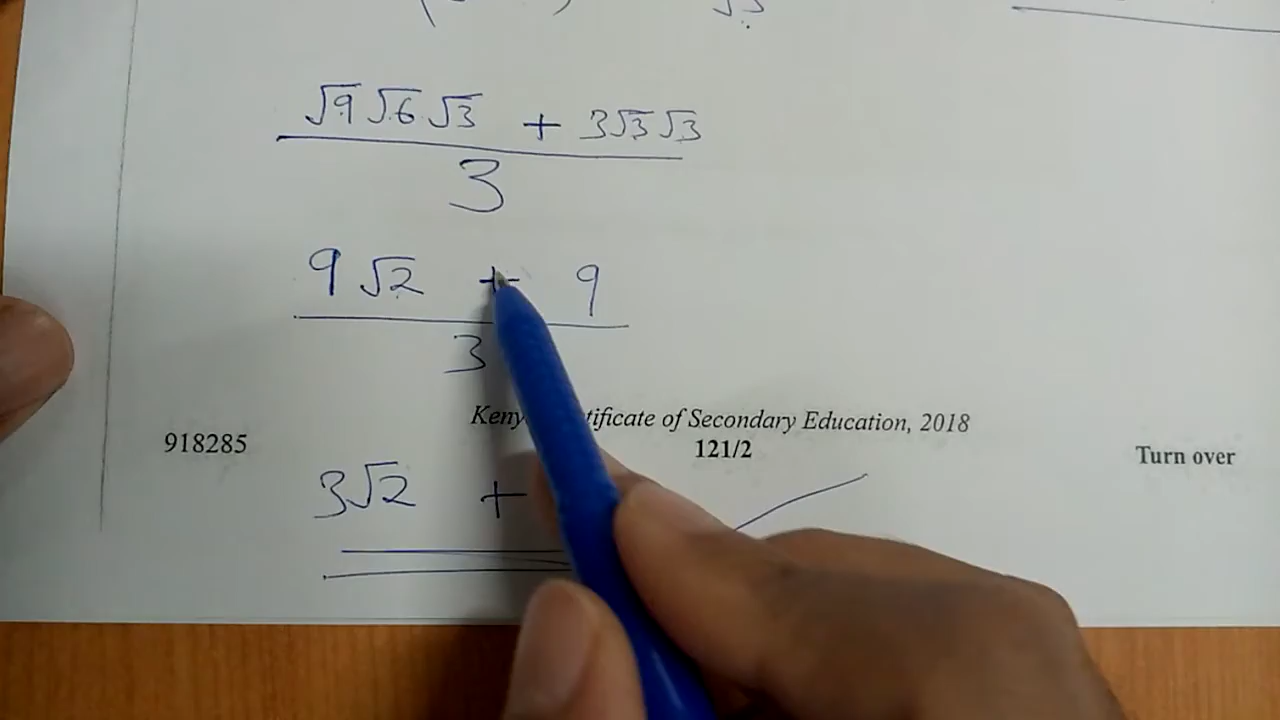 √9√6√3 + 3√3√3
3
9√2 + 9
3
Kenya Certificate of Secondary Education, 2018
918285 121/2 Turn over
3√2 +